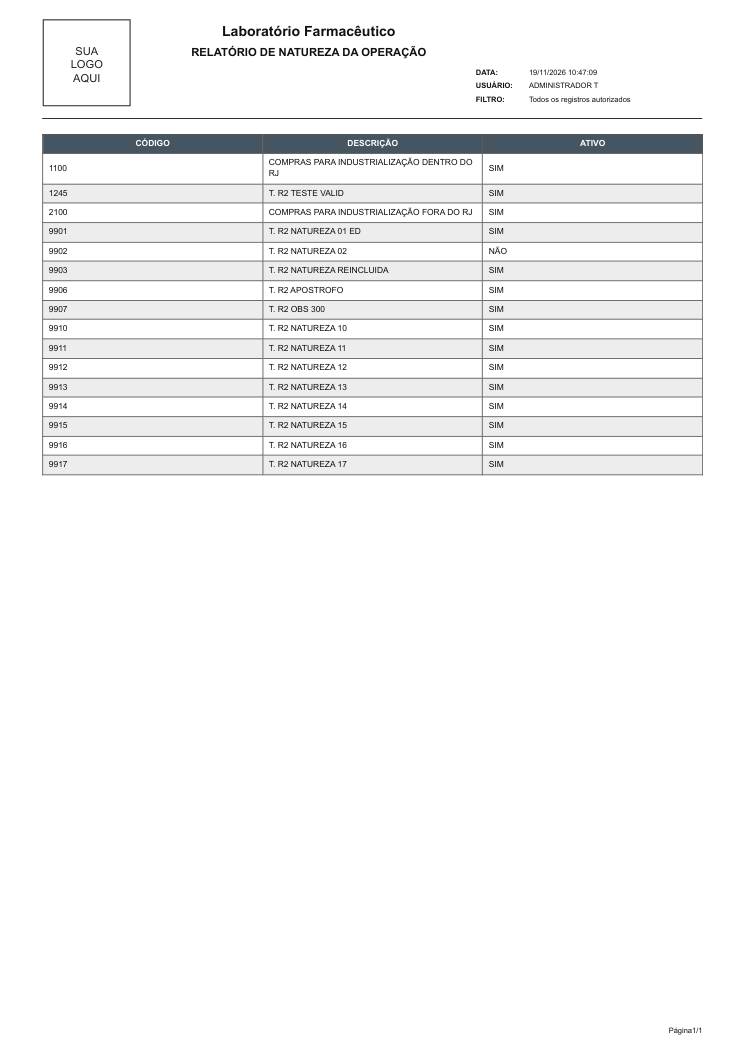 SUA
LOGO
AQUI
Laboratório Farmacêutico
RELATÓRIO DE NATUREZA DA OPERAÇÃO
DATA: 19/11/2026 10:47:09
USUÁRIO: ADMINISTRADOR T
FILTRO: Todos os registros autorizados
CÓDIGO DESCRIÇÃO ATIVO
1100 COMPRAS PARA INDUSTRIALIZAÇÃO DENTRO DO
RJ SIM
1245 T. R2 TESTE VALID SIM
2100 COMPRAS PARA INDUSTRIALIZAÇÃO FORA DO RJ SIM
9901 T. R2 NATUREZA 01 ED SIM
9902 T. R2 NATUREZA 02 NÃO
9903 T. R2 NATUREZA REINCLUIDA SIM
9906 T. R2 APOSTROFO SIM
9907 T. R2 OBS 300 SIM
9910 T. R2 NATUREZA 10 SIM
9911 T. R2 NATUREZA 11 SIM
9912 T. R2 NATUREZA 12 SIM
9913 T. R2 NATUREZA 13 SIM
9914 T. R2 NATUREZA 14 SIM
9915 T. R2 NATUREZA 15 SIM
9916 T. R2 NATUREZA 16 SIM
9917 T. R2 NATUREZA 17 SIM
Página1/1